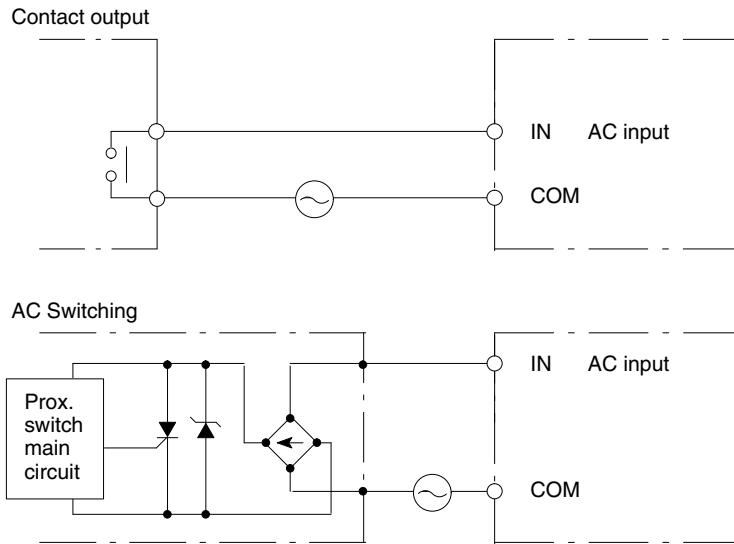 Contact output
IN AC input
COM
AC Switching
IN AC input
Prox.
switch
main
circuit
COM